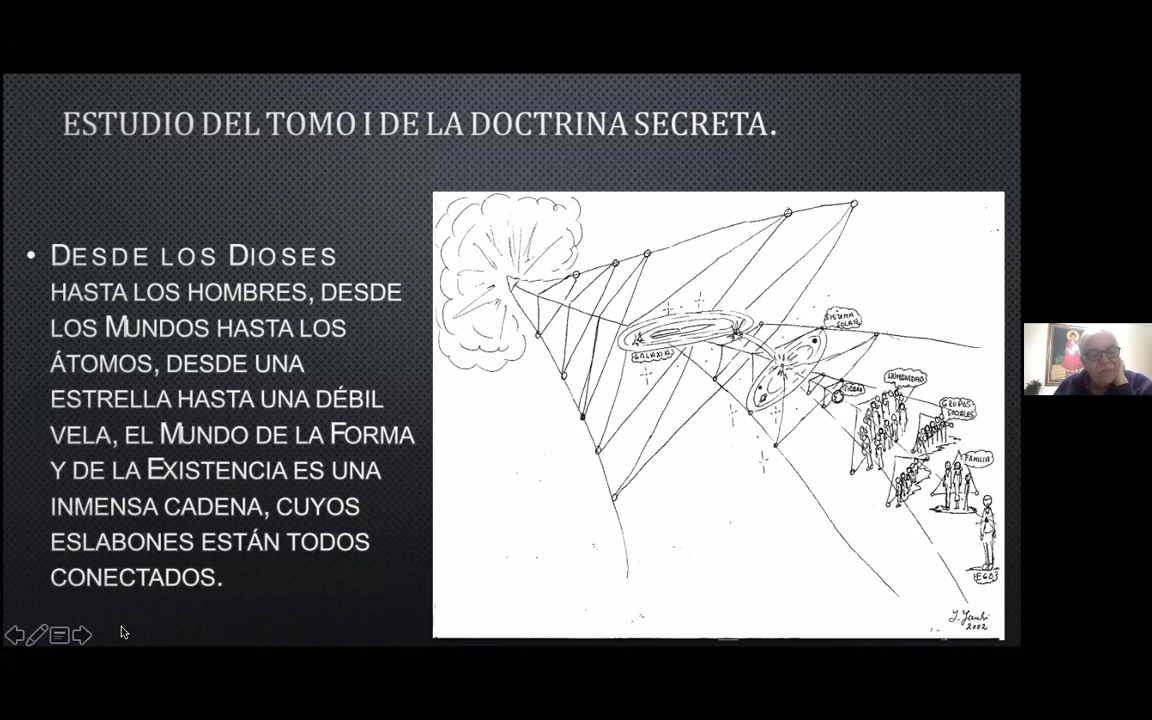 ESTUDIO DEL TOMO I DE LA DOCTRINA SECRETA.
• DESDE LOS DIOSES
HASTA LOS HOMBRES, DESDE
LOS MUNDOS HASTA LOS
ÁTOMOS, DESDE UNA
ESTRELLA HASTA UNA DÉBIL
VELA, EL MUNDO DE LA FORMA
Y DE LA EXISTENCIA ES UNA
INMENSA CADENA, CUYOS
ESLABONES ESTÁN TODOS
CONECTADOS.
SISTEMA
SOLAR
GALAXIA
TIERRA
HUMANIDAD
GRUPOS
SOCIALES
FAMILIA
EGO
2002